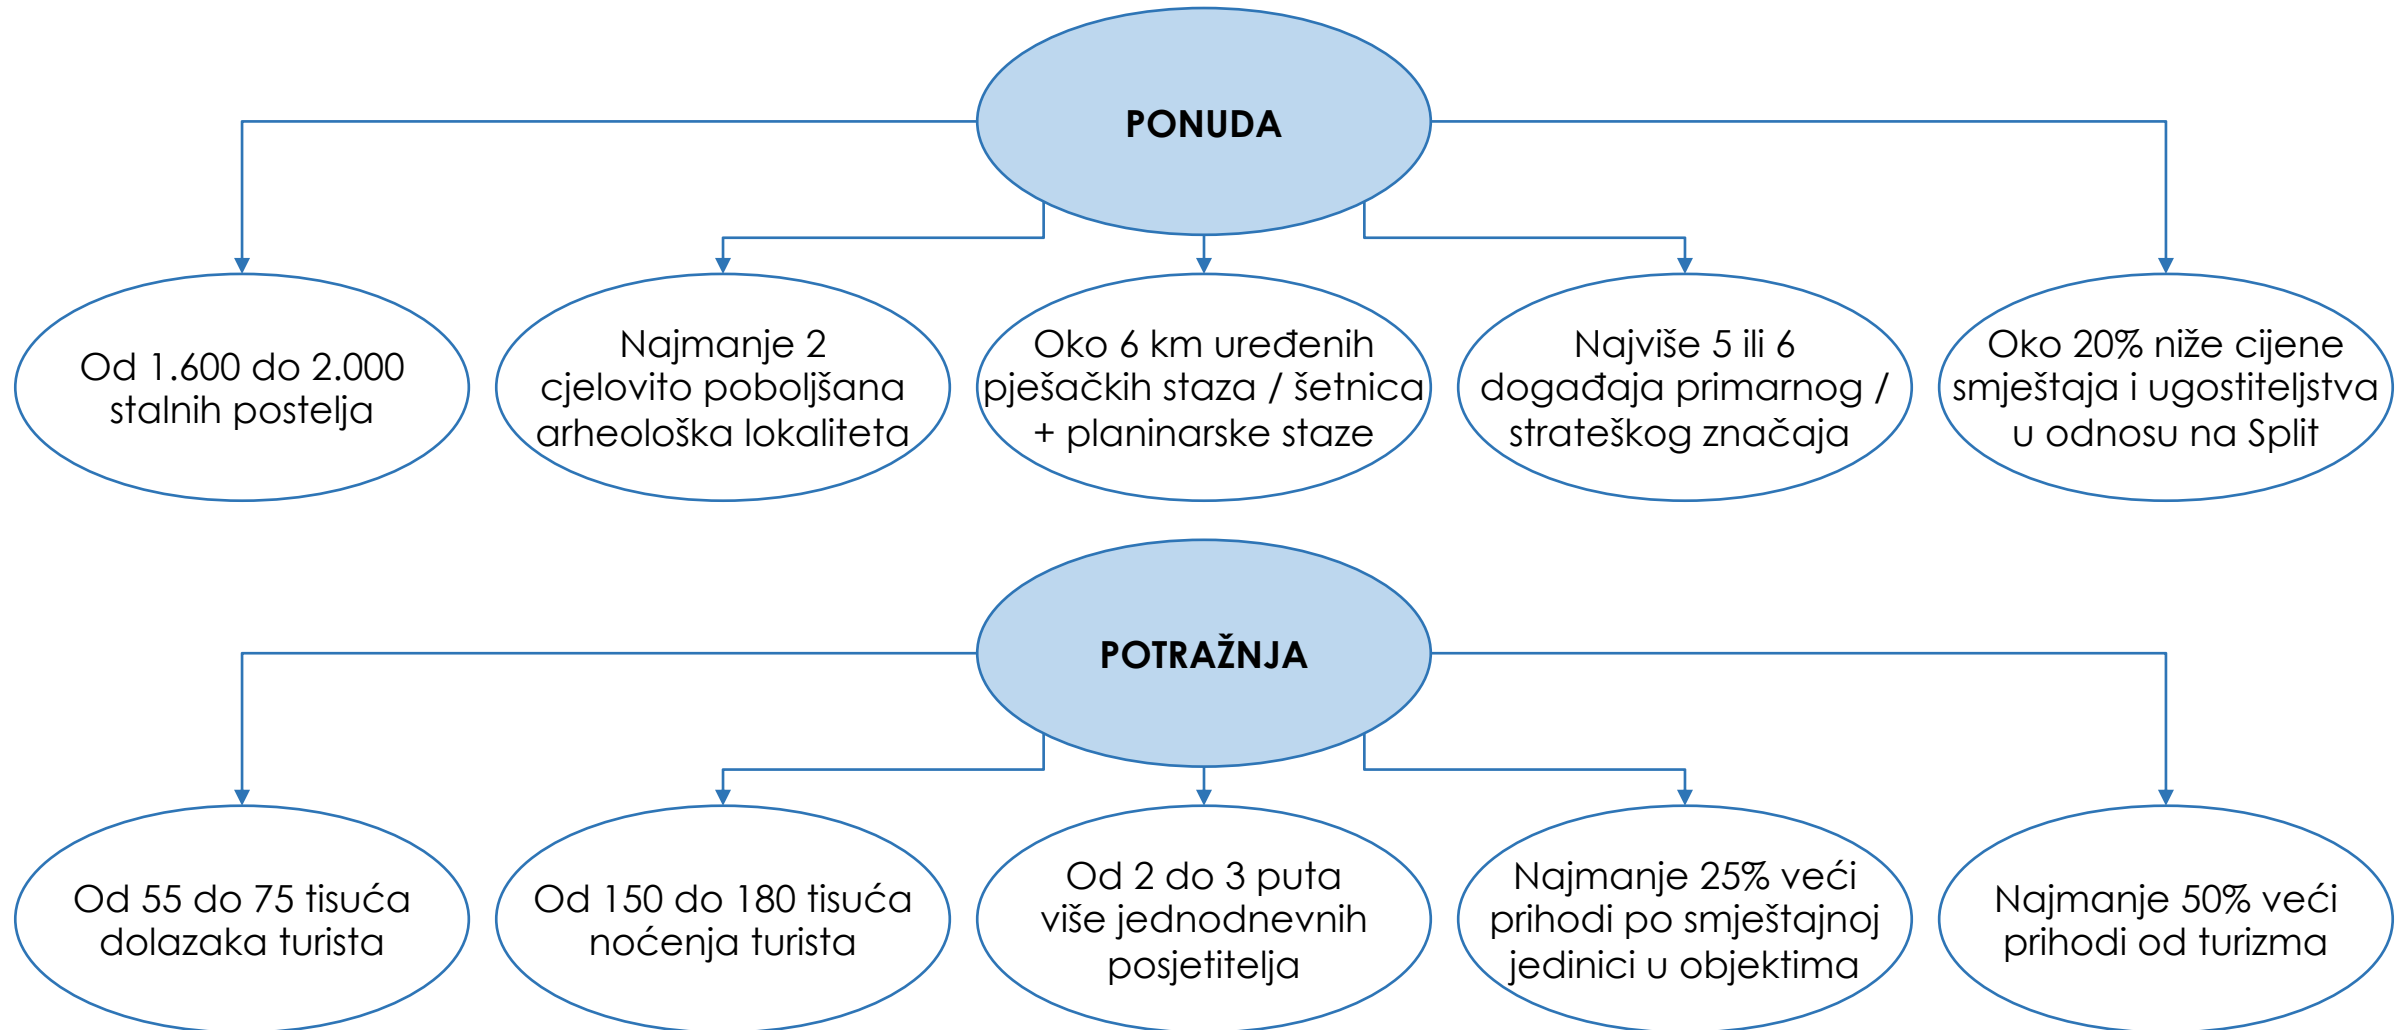 PONUDA
Od 1.600 do 2.000
stalnih postelja
Najmanje 2
cjelovito poboljšana
arheološka lokaliteta
Oko 6 km uređenih
pješačkih staza / šetnica
+ planinarske staze
Najviše 5 ili 6
događaja primarnog /
strateškog značaja
Oko 20% niže cijene
smještaja i ugostiteljstva
u odnosu na Split
POTRAŽNJA
Od 55 do 75 tisuća
dolazaka turista
Od 150 do 180 tisuća
noćenja turista
Od 2 do 3 puta
više jednodnevnih
posjetitelja
Najmanje 25% veći
prihodi po smještajnoj
jedinici u objektima
Najmanje 50% veći
prihodi od turizma